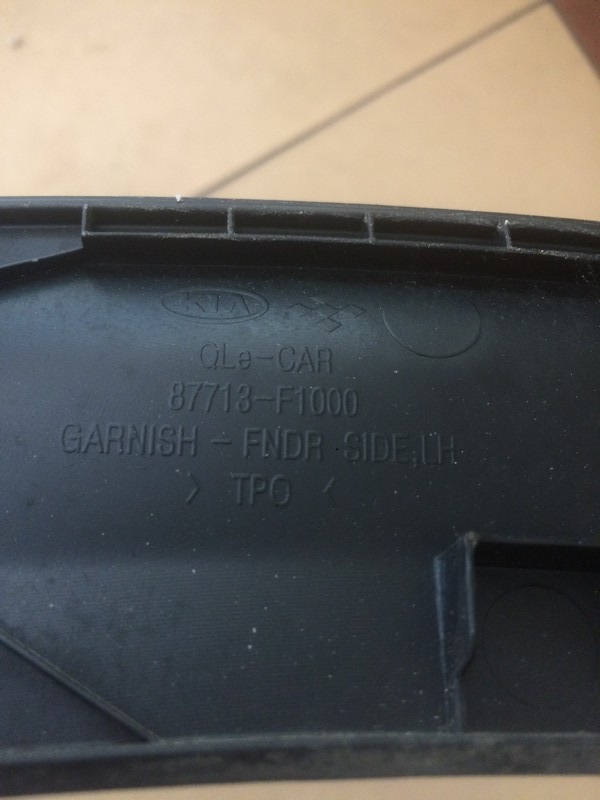 KIA
QLe-CAR
87713-F1000
GARNISH - FNDR SIDE,LH
> TPO <